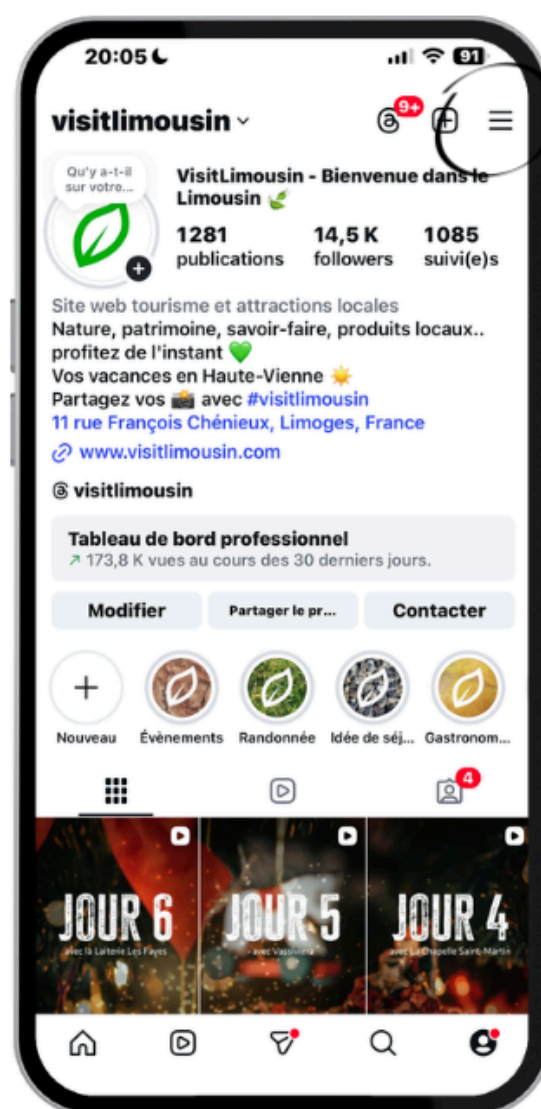 20:05
91
visitlimousin
9+
Qu'y a-t-il
sur votre...
VisitLimousin - Bienvenue dans le
Limousin
1281
14,5 K
1085
publications
followers
suivi(e)s
Site web tourisme et attractions locales
Nature, patrimoine, savoir-faire, produits locaux..
profitez de l'instant 💚
Vos vacances en Haute-Vienne ☀️
Partagez vos 📸 avec #visitlimousin
11 rue François Chénieux, Limoges, France
www.visitlimousin.com
visitlimousin
Tableau de bord professionnel
↗ 173,8 K vues au cours des 30 derniers jours.
Modifier
Partager le pr...
Contacter
Nouveau
Évènements
Randonnée
Idée de séj...
Gastronom...
4
JOUR 6
avec la Laiterie Les Fayes
JOUR 5
- avec Vassivière
JOUR 4
avec La Chapelle Saint-Martin